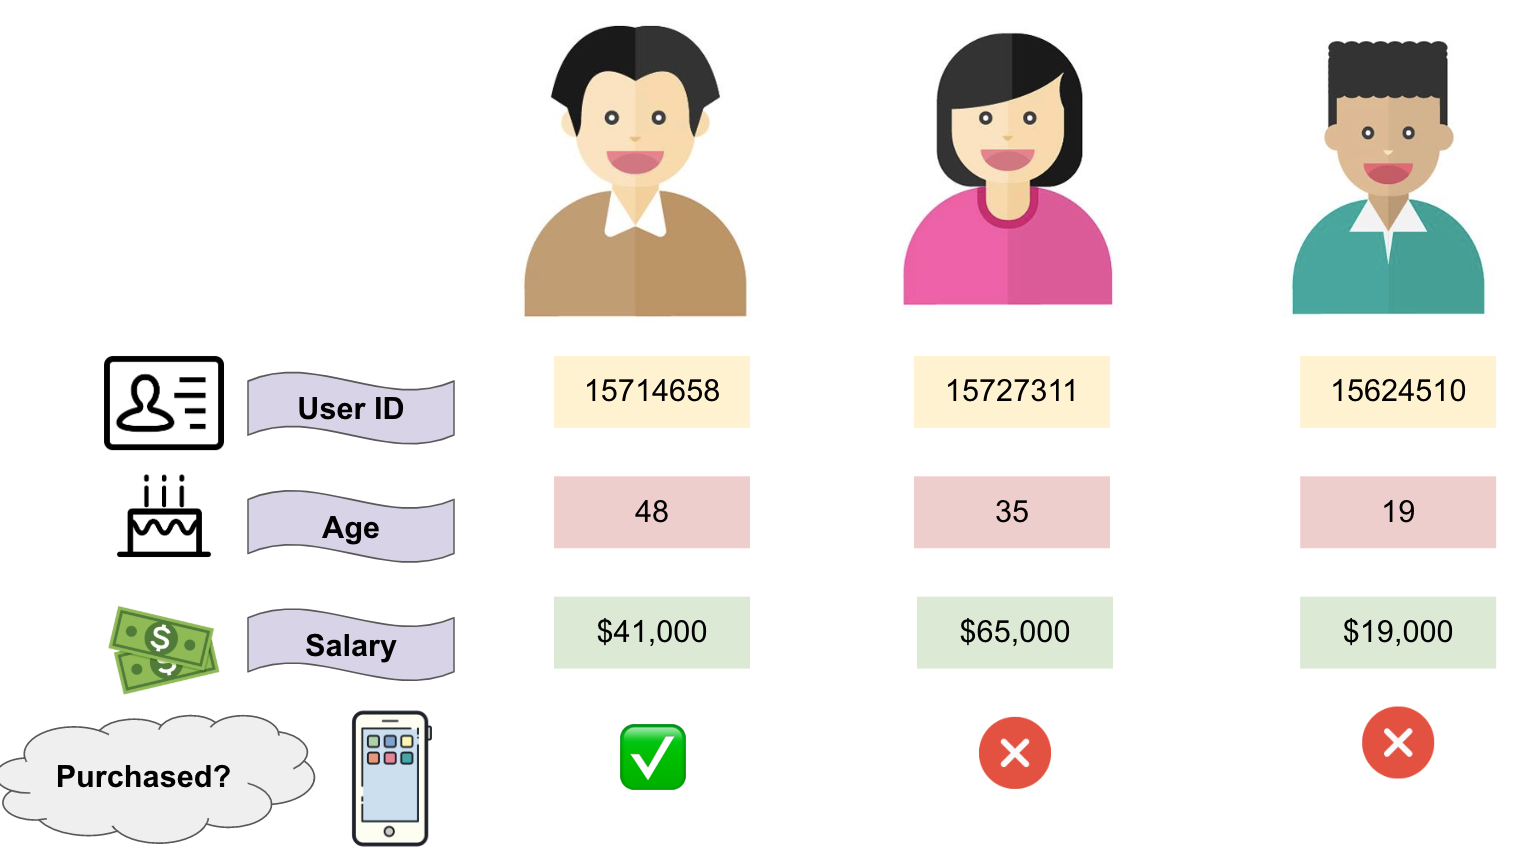 User ID 15714658 15727311 15624510
Age 48 35 19
Salary $41,000 $65,000 $19,000
$
$
Purchased?